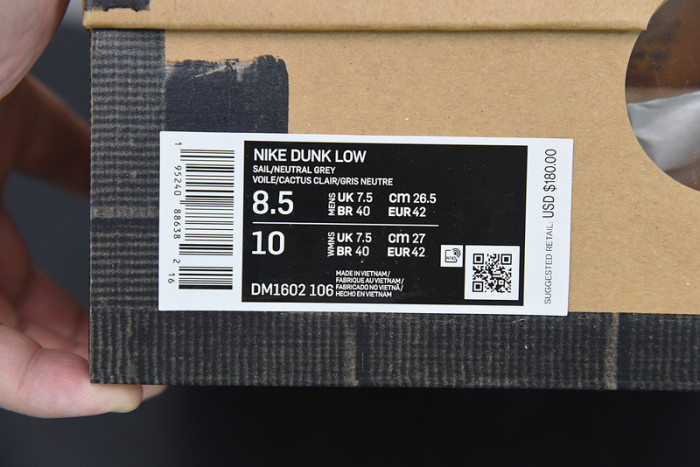 NIKE DUNK LOW
SAIL/NEUTRAL GREY
VOILE/CACTUS CLAIR/GRIS NEUTRE
8.5 MENS UK 7.5 cm 26.5
BR 40 EUR 42
10 WMNS UK 7.5 cm 27
BR 40 EUR 42
DM1602 106
MADE IN VIETNAM/
FABRIQUE AU VIETNAM/
FABRICADO NO VIETNÃ/
HECHO EN VIETNAM
1 95240 88638 2 16
SUGGESTED RETAIL: USD $180.00